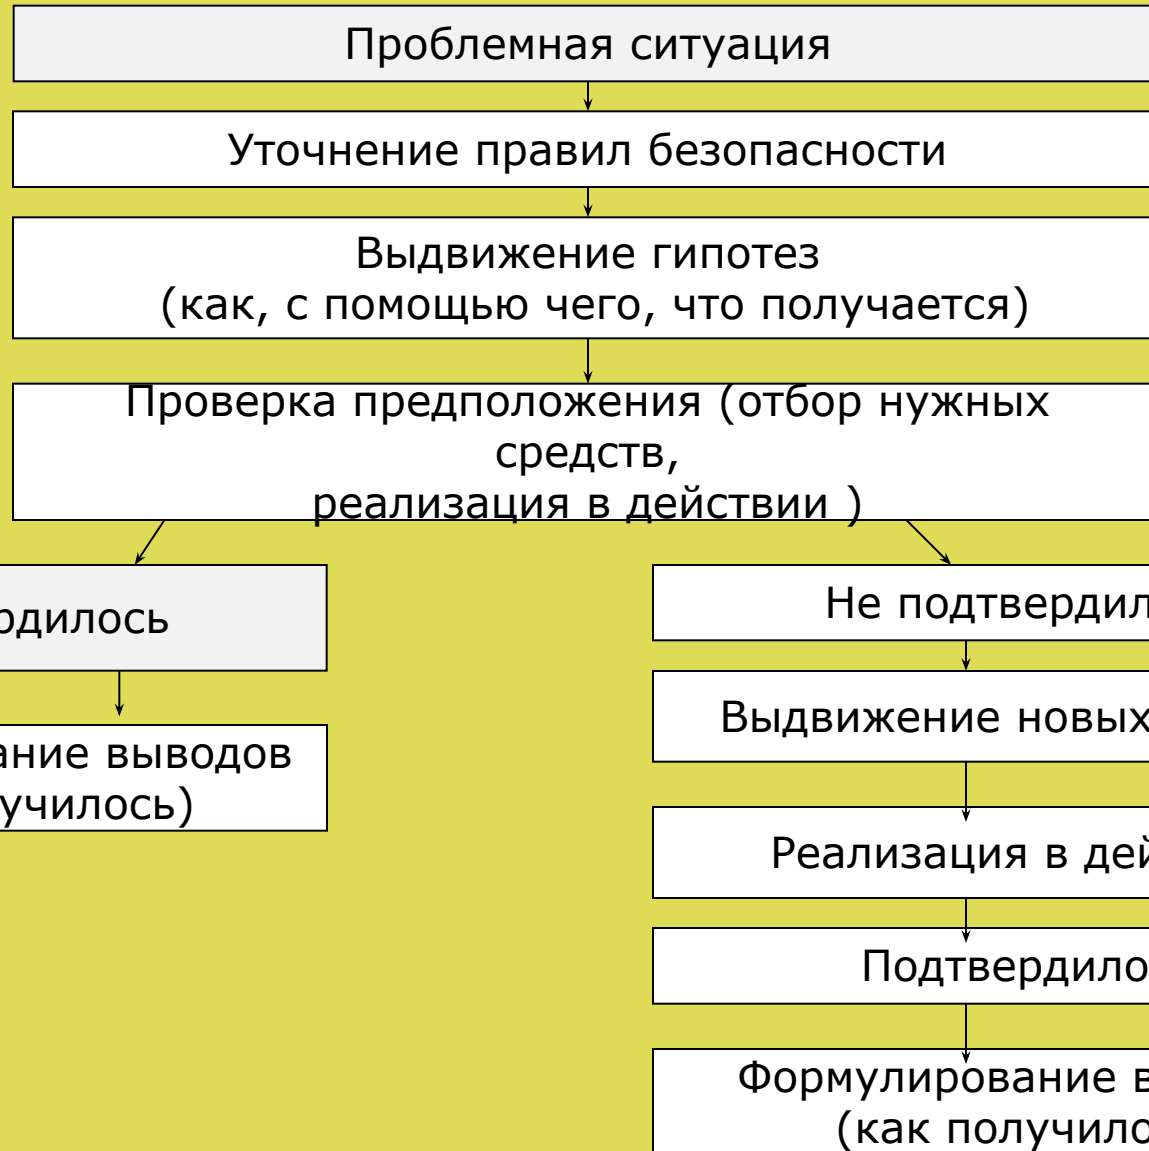 Проблемная ситуация
Уточнение правил безопасности
Выдвижение гипотез
(как, с помощью чего, что получается)
Проверка предположения (отбор нужных
средств,
реализация в действии )
рдилось
ание выводов
училось)
Не подтвердил
Выдвижение новых
Реализация в дей
Подтвердило
Формулирование в
(как получило